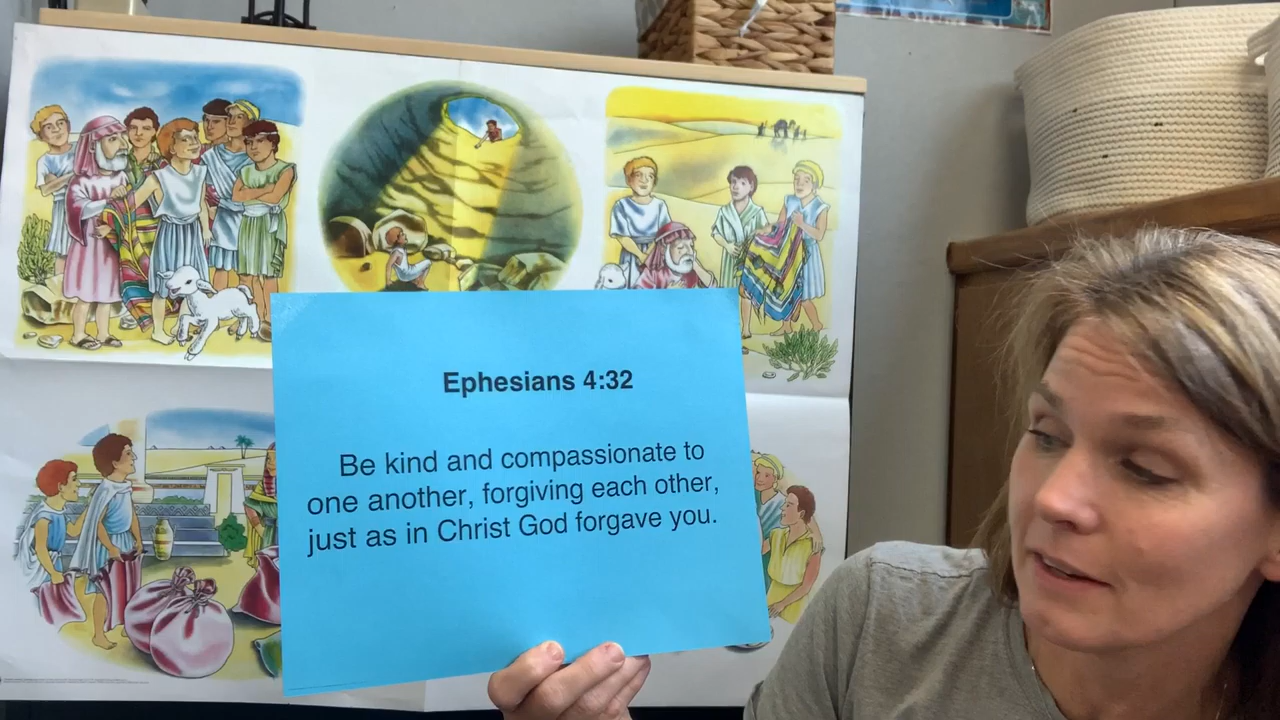 Ephesians 4:32
Be kind and compassionate to
one another, forgiving each other,
just as in Christ God forgave you.